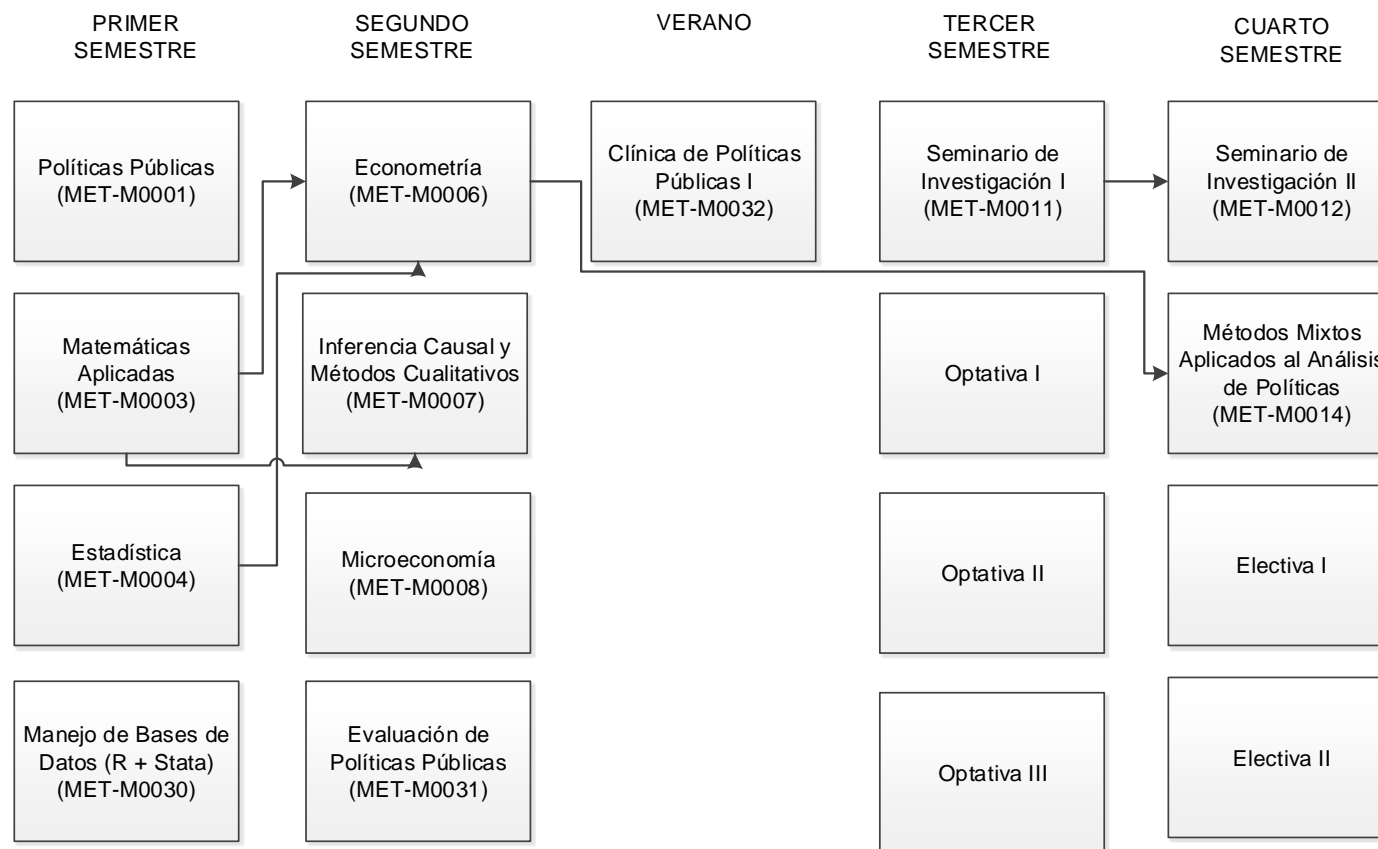 PRIMER
SEMESTRE
SEGUNDO
SEMESTRE
VERANO
TERCER
SEMESTRE
CUARTO
SEMESTRE
Políticas Públicas
(MET-M0001)
Econometría
(MET-M0006)
Clínica de Políticas
Públicas I
(MET-M0032)
Seminario de
Investigación I
(MET-M0011)
Seminario de
Investigación II
(MET-M0012)
Matemáticas
Aplicadas
(MET-M0003)
Inferencia Causal y
Métodos Cualitativos
(MET-M0007)
Optativa I
Métodos Mixtos
Aplicados al Análisis
de Políticas
(MET-M0014)
Estadística
(MET-M0004)
Microeconomía
(MET-M0008)
Optativa II
Electiva I
Manejo de Bases de
Datos (R + Stata)
(MET-M0030)
Evaluación de
Políticas Públicas
(MET-M0031)
Optativa III
Electiva II